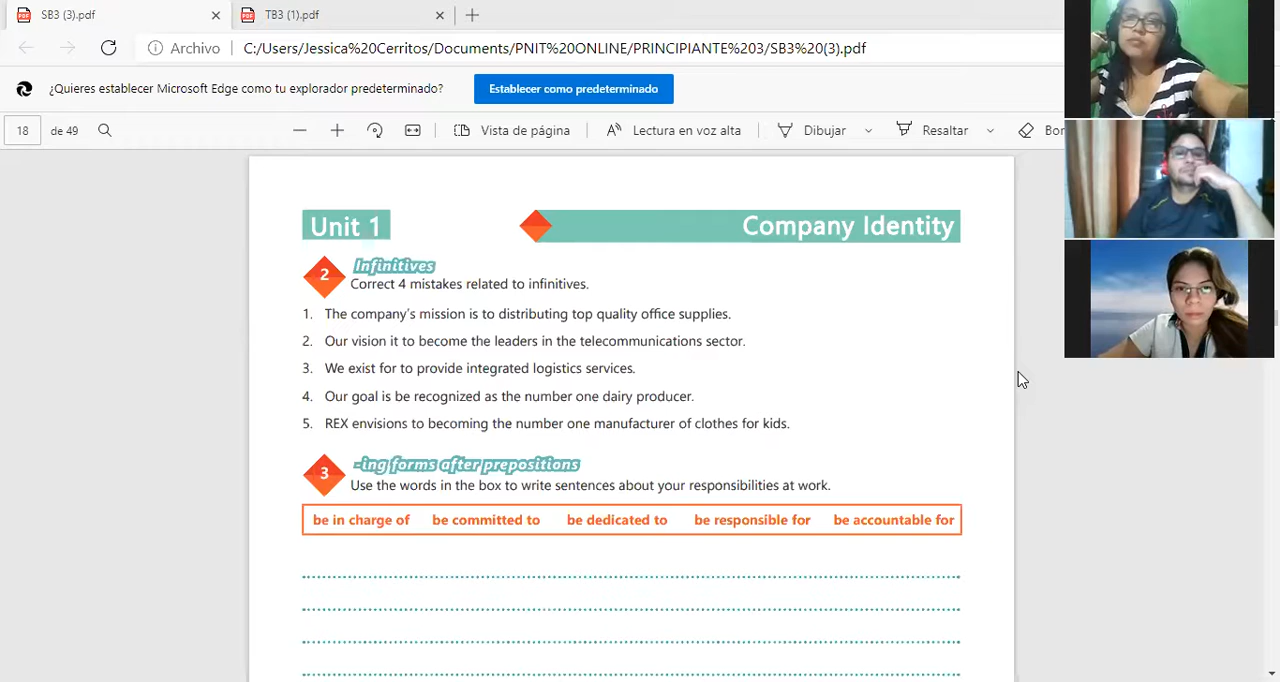 SB3 (3).pdf
TB3 (1).pdf
Archivo C:/Users/Jessica%20Cerritos/Documents/PNIT%20ONLINE/PRINCIPIANTE%203/SB3%20(3).pdf
¿Quieres establecer Microsoft Edge como tu explorador predeterminado? Establecer como predeterminado
18 de 49 Vista de página Lectura en voz alta Dibujar Resaltar Bor
Unit 1 Company Identity
2 Infinitives
Correct 4 mistakes related to infinitives.
1. The company's mission is to distributing top quality office supplies.
2. Our vision it to become the leaders in the telecommunications sector.
3. We exist for to provide integrated logistics services.
4. Our goal is be recognized as the number one dairy producer.
5. REX envisions to becoming the number one manufacturer of clothes for kids.
3 -ing forms after prepositions
Use the words in the box to write sentences about your responsibilities at work.
be in charge of be committed to be dedicated to be responsible for be accountable for